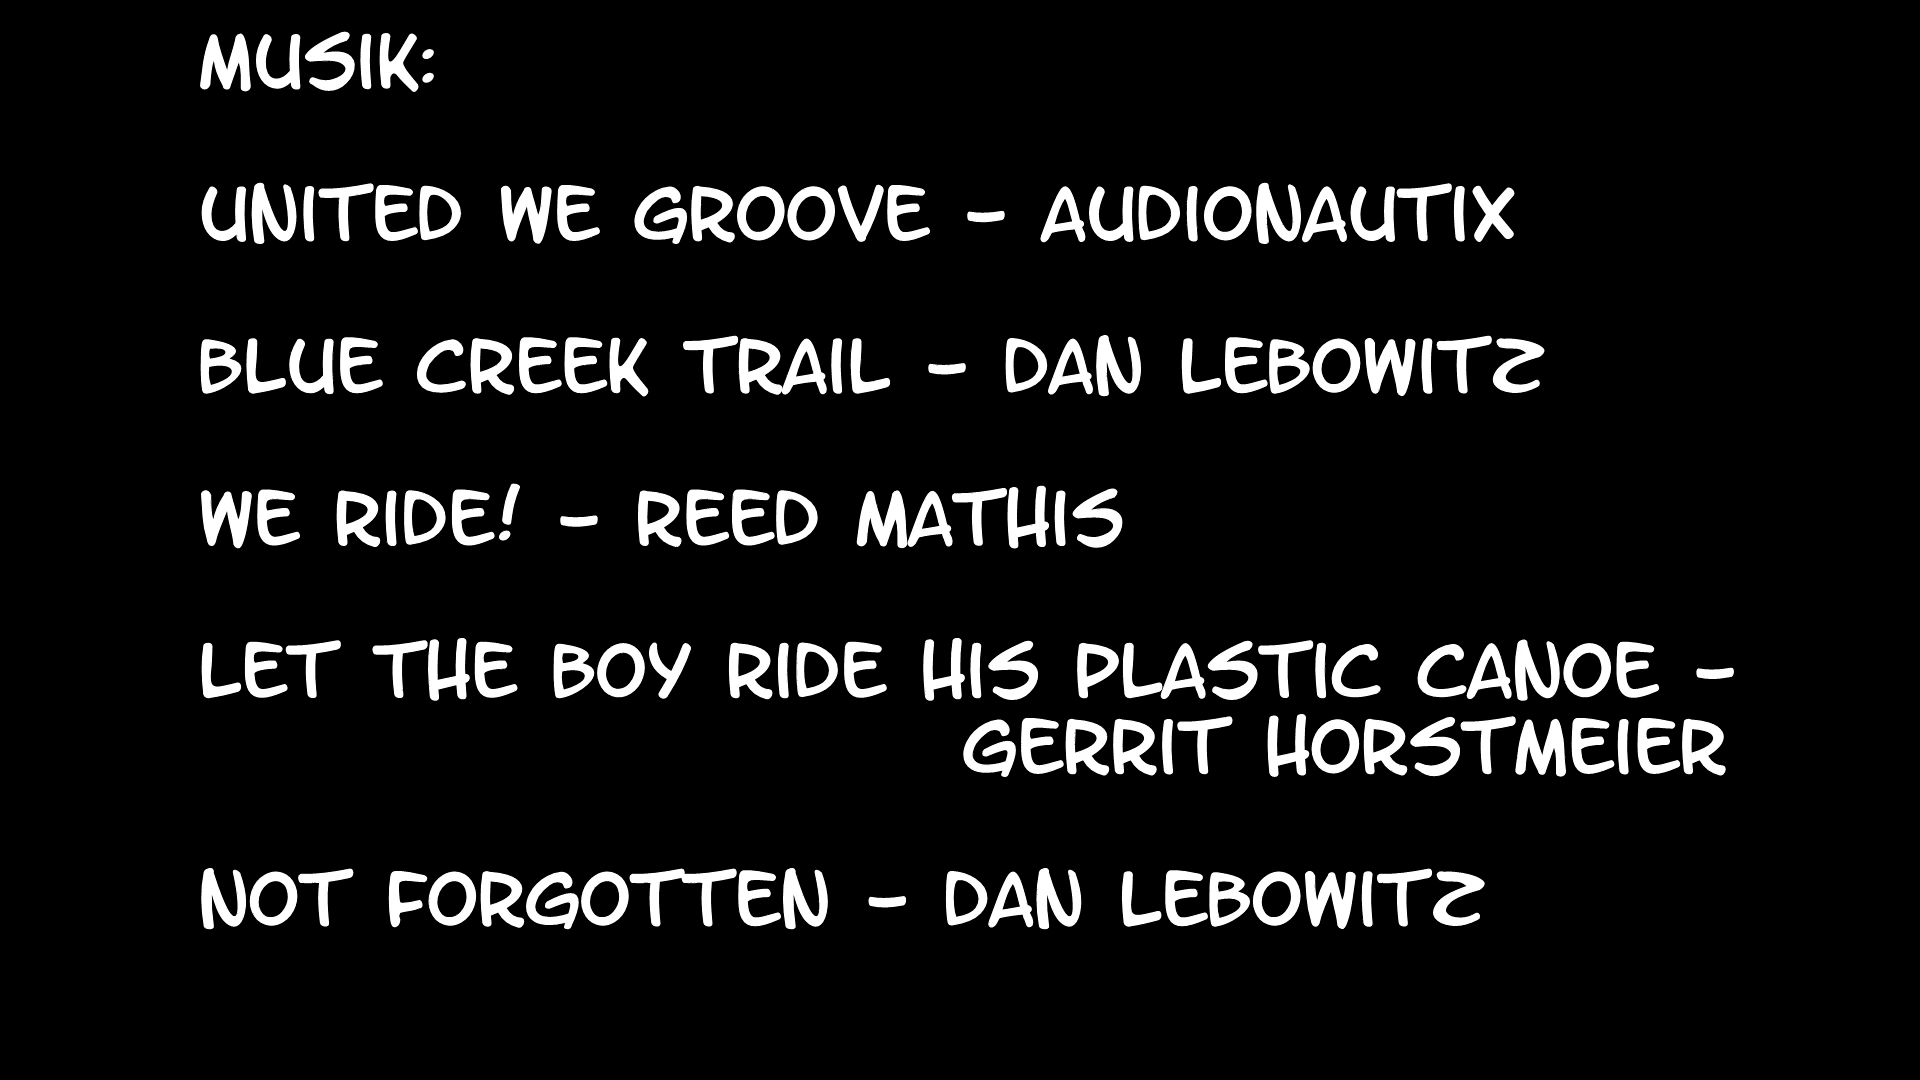 MUSIK:
UNITED WE GROOVE - AUDIONAUTIX
BLUE CREEK TRAIL - DAN LEBOWITZ
WE RIDE! - REED MATHIS
LET THE BOY RIDE HIS PLASTIC CANOE -
GERRIT HORSTMEIER
NOT FORGOTTEN - DAN LEBOWITZ